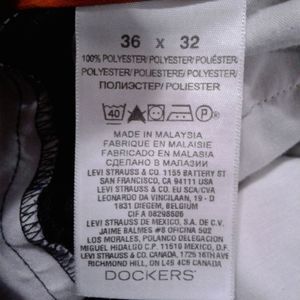 36 x 32
100% POLYESTER/POLYESTER/POLIÉSTER/
POLYESTER/POLIESTERE/POLYESTER/
ПОЛИЭСТЕР/POLIESTER
40 P
MADE IN MALAYSIA
FABRIQUE EN MALAISIE
FABRICADO EN MALASIA
СДЕЛАНО В МАЛАЗИИ
LEVI STRAUSS & CO. 1155 BATTERY ST
SAN FRANCISCO, CA 94111 USA
LEVI STRAUSS & CO. EU SCA/CVA
LEONARDO DA VINCILAAN, 19-D
1831 DIEGEM, BELGIUM
CIF A 08298606
LEVI STRAUSS DE MEXICO, S.A. DE C.V.
JAIME BALMES #8 OFICINA 502
LOS MORALES, POLANCO DELEGACION
MIGUEL HIDALGO C.P. 11510 MEXICO, D.F.
LEVI STRAUSS & CO. CANADA, 1725 16TH AVE
RICHMOND HILL, ON L4S 4C6 CANADA
DOCKERS